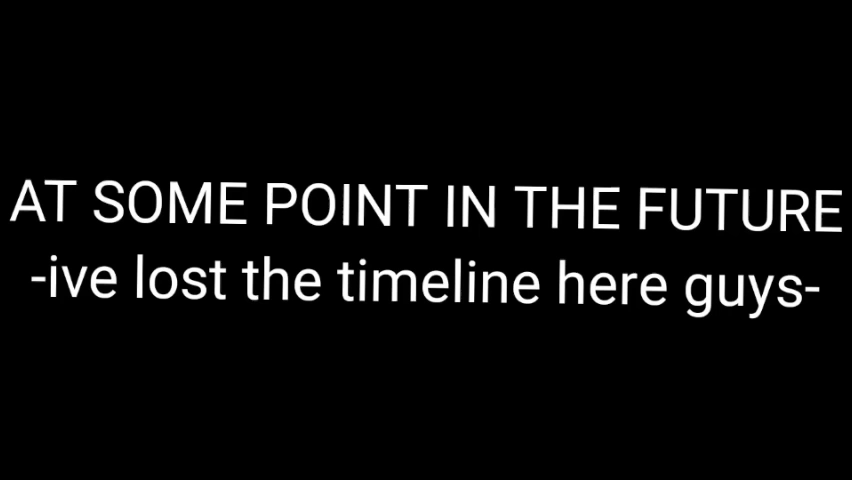 AT SOME POINT IN THE FUTURE
-ive lost the timeline here guys-